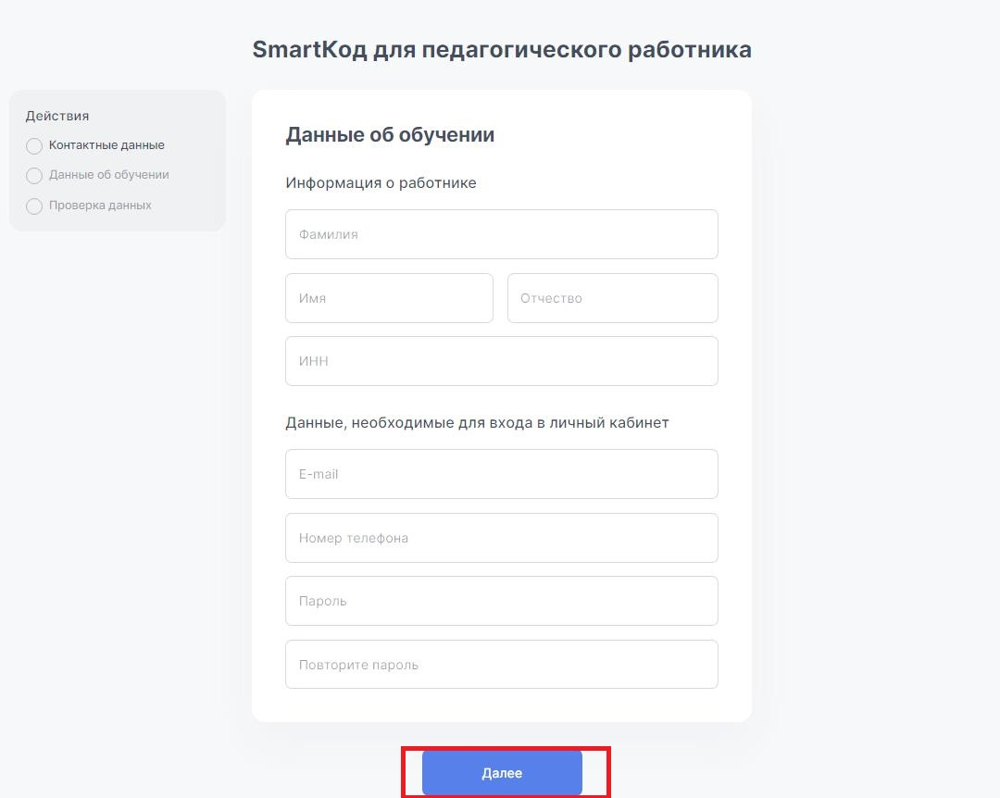 SmartКод для педагогического работника
Действия
Контактные данные
Данные об обучении
Проверка данных
Данные об обучении
Информация о работнике
Фамилия
Имя
Отчество
ИНН
Данные, необходимые для входа в личный кабинет
E-mail
Номер телефона
Пароль
Повторите пароль
Далее